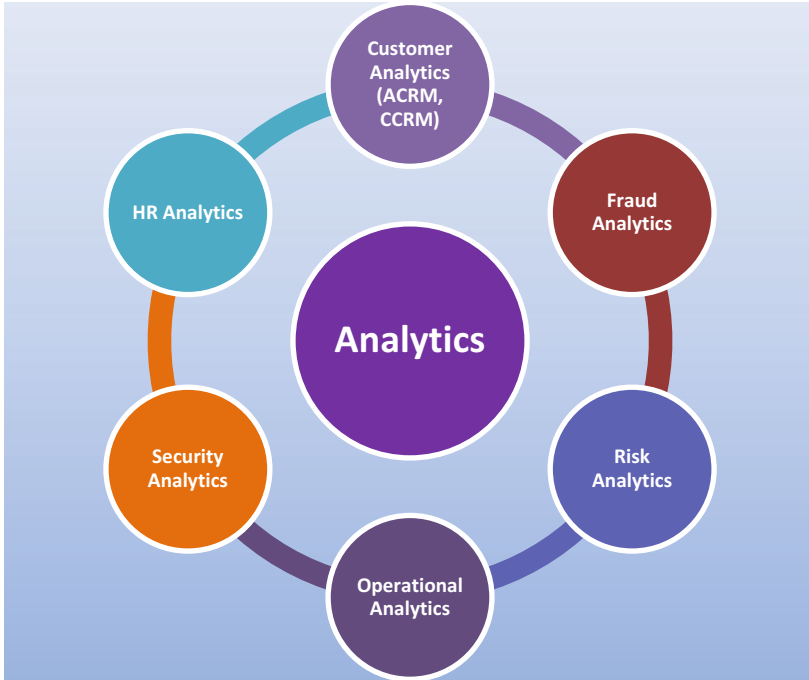 Customer
Analytics
(ACRM,
CCRM)
Fraud
Analytics
Risk
Analytics
Operational
Analytics
Security
Analytics
HR Analytics
Analytics